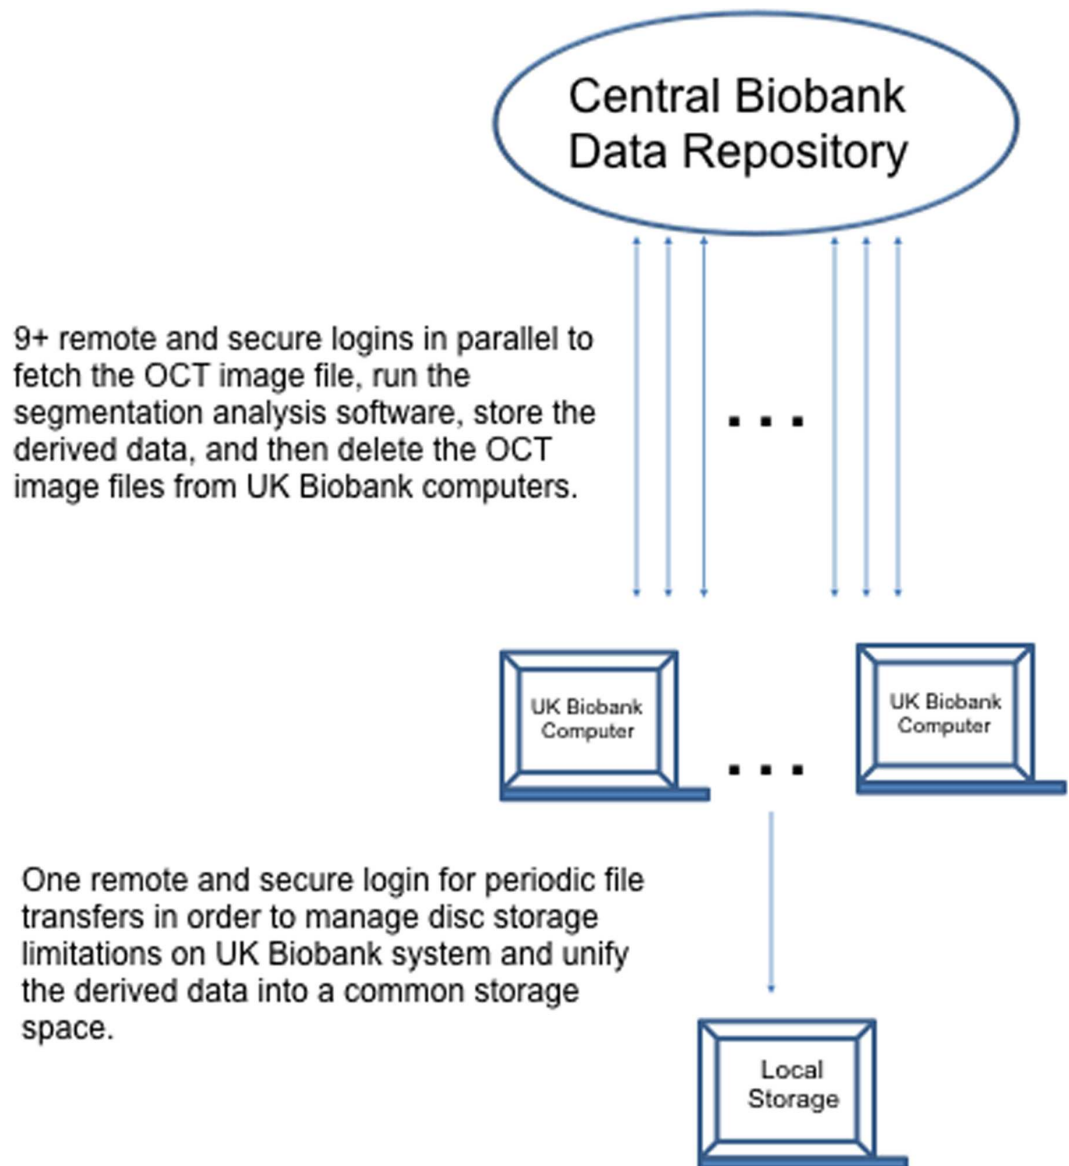 Central Biobank
Data Repository
9+ remote and secure logins in parallel to
fetch the OCT image file, run the
segmentation analysis software, store the
derived data, and then delete the OCT
image files from UK Biobank computers.
. . .
UK Biobank
Computer
. . .
UK Biobank
Computer
One remote and secure login for periodic file
transfers in order to manage disc storage
limitations on UK Biobank system and unify
the derived data into a common storage
space.
Local
Storage